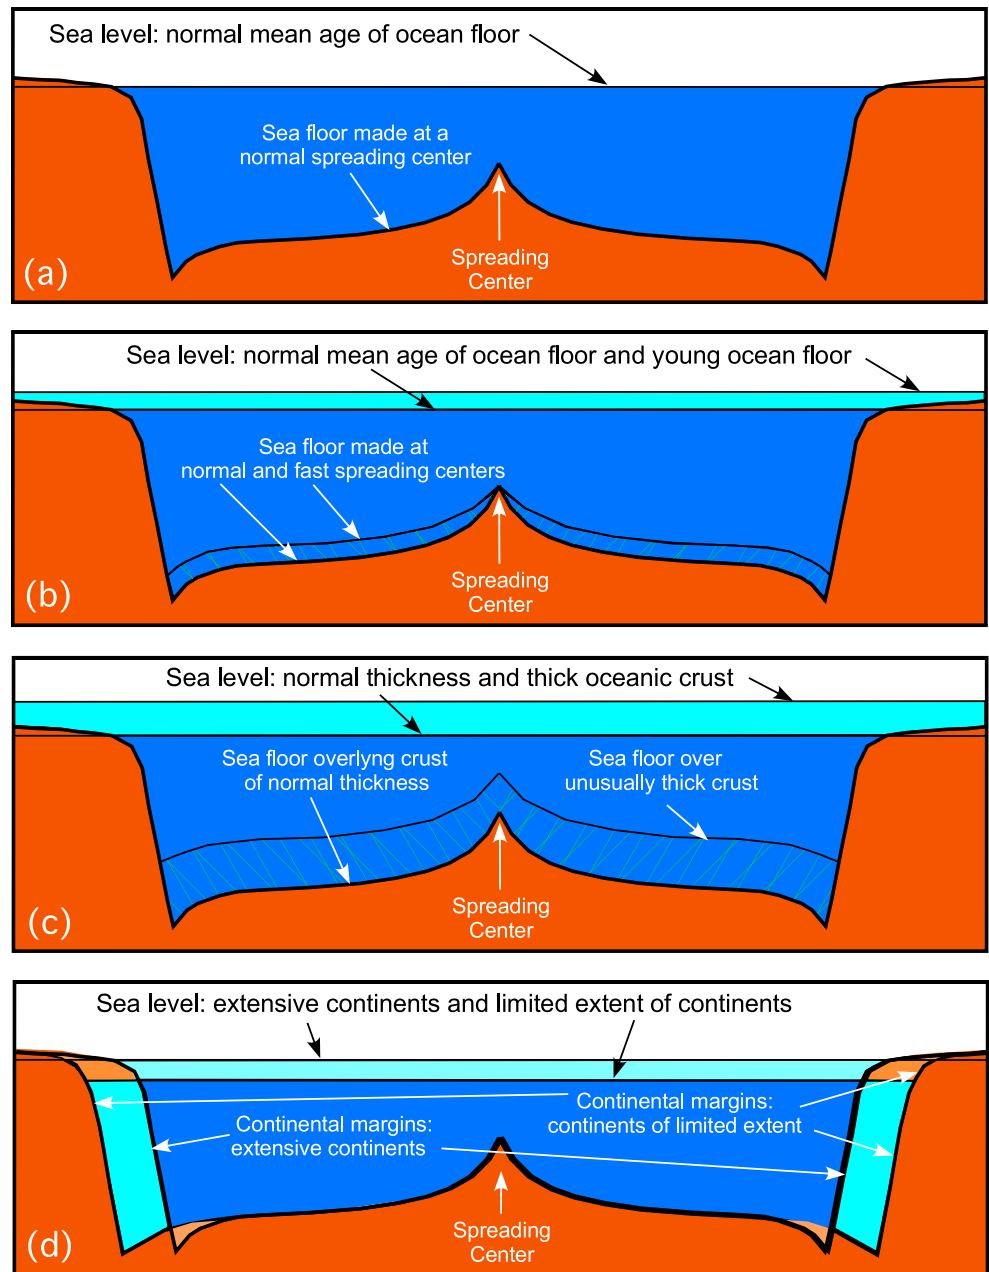 Sea level: normal mean age of ocean floor
Sea floor made at a
normal spreading center
Spreading
Center
(a)
Sea level: normal mean age of ocean floor and young ocean floor
Sea floor made at
normal and fast spreading centers
Spreading
Center
(b)
Sea level: normal thickness and thick oceanic crust
Sea floor overlyng crust
of normal thickness
Sea floor over
unusually thick crust
Spreading
Center
(c)
Sea level: extensive continents and limited extent of continents
Continental margins:
extensive continents
Continental margins:
continents of limited extent
Spreading
Center
(d)